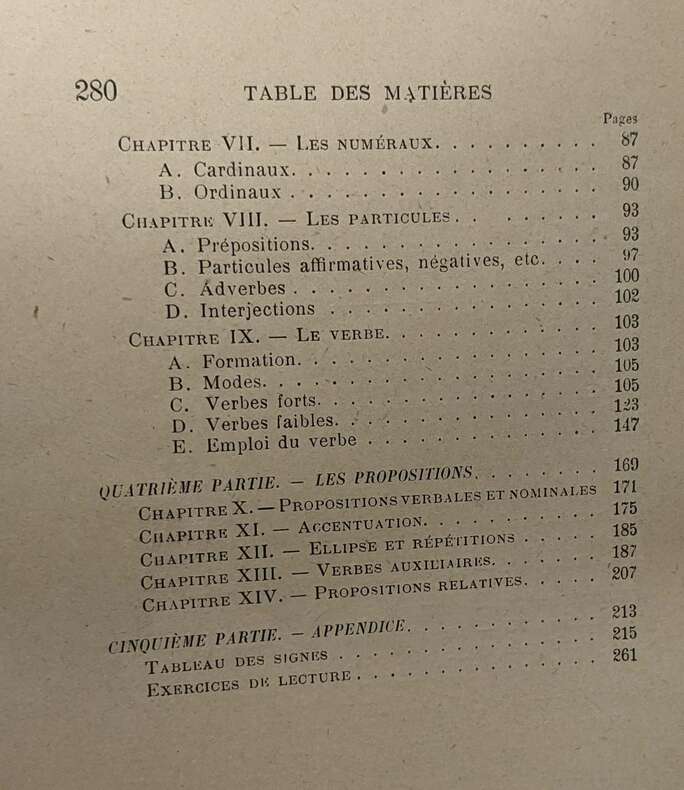 280 TABLE DES MATIÈRES
Pages
CHAPITRE VII. — LES NUMÉRAUX. . . . . . . . . . 87
A. Cardinaux. . . . . . . . . . . . . . . . . 87
B. Ordinaux . . . . . . . . . . . . . . . . . 90
CHAPITRE VIII. — LES PARTICULES . . . . . . . . 93
A. Prépositions. . . . . . . . . . . . . . . . 93
B. Particules affirmatives, négatives, etc. . . . 97
C. Adverbes . . . . . . . . . . . . . . . . . 100
D. Interjections . . . . . . . . . . . . . . . 102
CHAPITRE IX. — LE VERBE. . . . . . . . . . . . 103
A. Formation. . . . . . . . . . . . . . . . . 103
B. Modes. . . . . . . . . . . . . . . . . . . 105
C. Verbes forts. . . . . . . . . . . . . . . . 105
D. Verbes faibles. . . . . . . . . . . . . . . 123
E. Emploi du verbe . . . . . . . . . . . . . . 147
QUATRIÈME PARTIE. — LES PROPOSITIONS. . . . . . . . 169
CHAPITRE X. — PROPOSITIONS VERBALES ET NOMINALES 171
CHAPITRE XI. — ACCENTUATION. . . . . . . . . . 175
CHAPITRE XII. — ELLIPSE ET RÉPÉTITIONS . . . . . 185
CHAPITRE XIII. — VERBES AUXILIAIRES. . . . . . . 187
CHAPITRE XIV. — PROPOSITIONS RELATIVES. . . . . 207
CINQUIÈME PARTIE. — APPENDICE. . . . . . . . . . . 213
TABLEAU DES SIGNES . . . . . . . . . . . . . . 215
EXERCICES DE LECTURE . . . . . . . . . . . . . 261